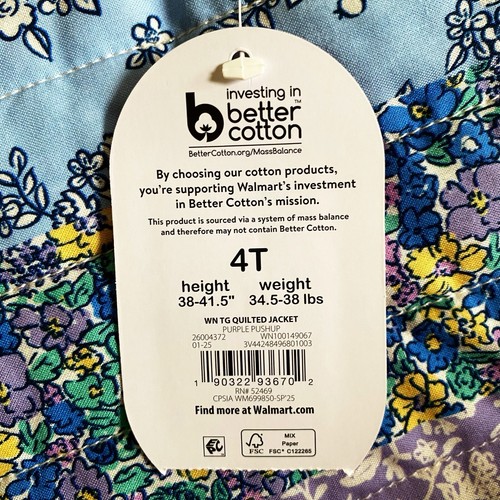 investing in
better
cotton™
BetterCotton.org/MassBalance
By choosing our cotton products,
you're supporting Walmart's investment
in Better Cotton's mission.
This product is sourced via a system of mass balance
and therefore may not contain Better Cotton.
4T
height weight
38-41.5" 34.5-38 lbs
WN TG QUILTED JACKET
PURPLE PUSHUP
26004372 WN100149067
01-25 3V44248496801003
1 90322 93670 2
RN# 52469
CPSIA WM699850-SP'25
Find more at Walmart.com
FSC
MIX
Paper
FSC® C122265